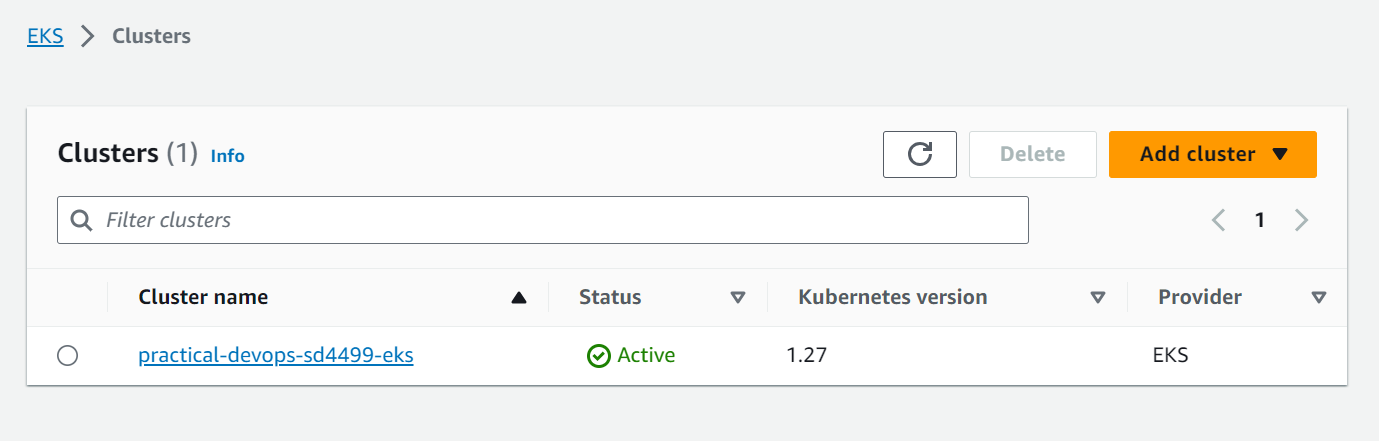 EKS Clusters
Clusters (1) Info Delete Add cluster
Filter clusters 1
Cluster name Status Kubernetes version Provider
practical-devops-sd4499-eks Active 1.27 EKS